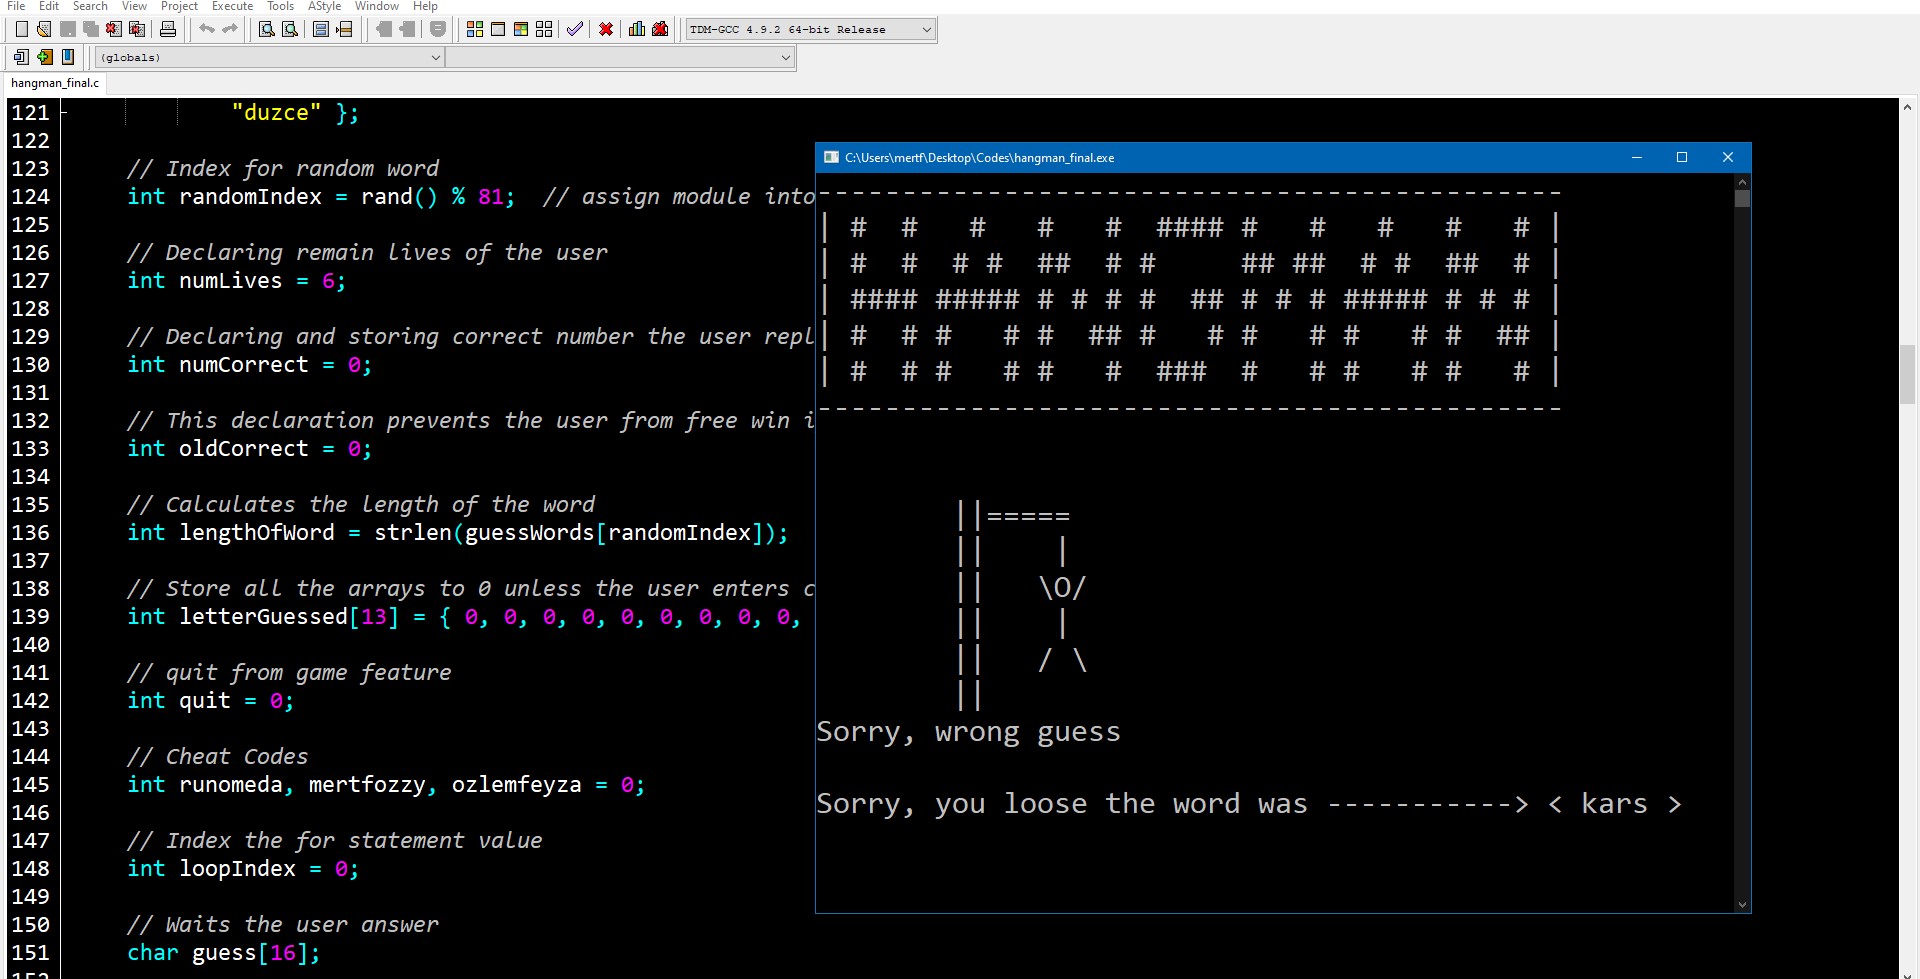 File Edit Search View Project Execute Tools AStyle Window Help
TDM-GCC 4.9.2 64-bit Release
(globals)
hangman_final.c
121 "duzce" };
122
123 // Index for random word
124 int randomIndex = rand() % 81; // assign module into
125
126 // Declaring remain lives of the user
127 int numLives = 6;
128
129 // Declaring and storing correct number the user repl
130 int numCorrect = 0;
131
132 // This declaration prevents the user from free win i
133 int oldCorrect = 0;
134
135 // Calculates the length of the word
136 int lengthOfWord = strlen(guessWords[randomIndex]);
137
138 // Store all the arrays to 0 unless the user enters c
139 int letterGuessed[13] = { 0, 0, 0, 0, 0, 0, 0, 0, 0,
140
141 // quit from game feature
142 int quit = 0;
143
144 // Cheat Codes
145 int runomeda, mertfozzy, ozlemfeyza = 0;
146
147 // Index the for statement value
148 int loopIndex = 0;
149
150 // Waits the user answer
151 char guess[16];
C:\Users\mertf\Desktop\Codes\hangman_final.exe
--------------------------------------------
| #  #   #   #   #  #### #   #   #   #   # |
| #  #  # #  ##  # #     ## ##  # #  ##  # |
| #### ##### # # # #  ## # # # ##### # # # |
| #  # #   # #  ## #   # #   # #   # #  ## |
| #  # #   # #   #  ###  #   # #   # #   # |
--------------------------------------------
||=====
||    |
||   \O/
||    |
||   / \
||
Sorry, wrong guess
Sorry, you loose the word was -----------> < kars >